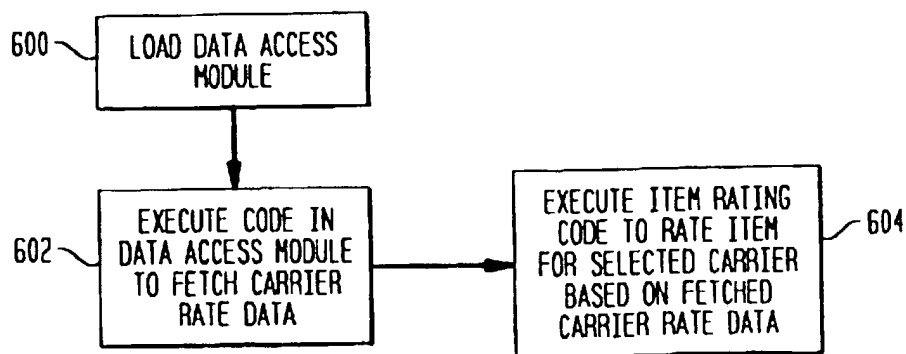 600
LOAD DATA ACCESS
MODULE
602
EXECUTE CODE IN
DATA ACCESS MODULE
TO FETCH CARRIER
RATE DATA
EXECUTE ITEM RATING
CODE TO RATE ITEM
FOR SELECTED CARRIER
BASED ON FETCHED
CARRIER RATE DATA
604